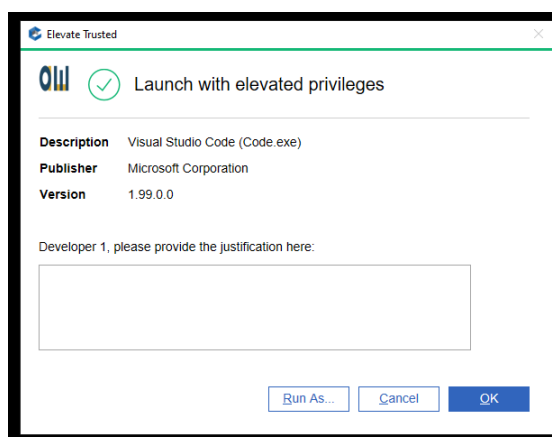 Elevate Trusted
Launch with elevated privileges
Description Visual Studio Code (Code.exe)
Publisher Microsoft Corporation
Version 1.99.0.0
Developer 1, please provide the justification here:
Run As... Cancel OK